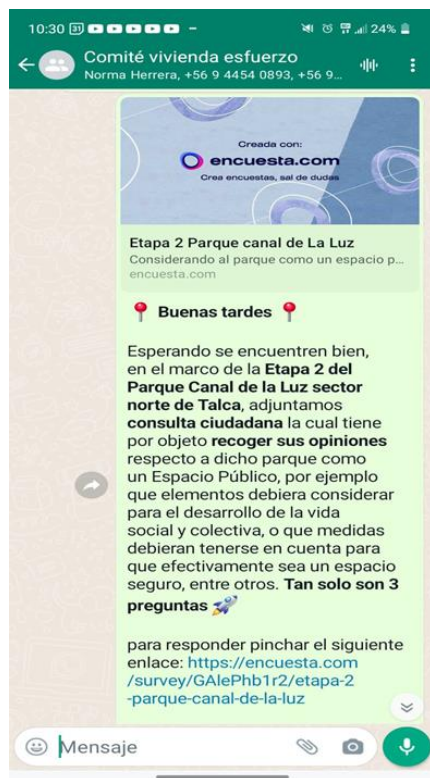 10:30 31 24%
Comité vivienda esfuerzo
Norma Herrera, +56 9 4454 0893, +56 9...
Creada con:
encuesta.com
Crea encuestas, sal de dudas
Etapa 2 Parque canal de La Luz
Considerando al parque como un espacio p...
encuesta.com
📍 Buenas tardes 📍
Esperando se encuentren bien,
en el marco de la Etapa 2 del
Parque Canal de la Luz sector
norte de Talca, adjuntamos
consulta ciudadana la cual tiene
por objeto recoger sus opiniones
respecto a dicho parque como
un Espacio Público, por ejemplo
que elementos debiera considerar
para el desarrollo de la vida
social y colectiva, o que medidas
debieran tenerse en cuenta para
que efectivamente sea un espacio
seguro, entre otros. Tan solo son 3
preguntas 🚀
para responder pinchar el siguiente
enlace: https://encuesta.com
/survey/GAlePhb1r2/etapa-2
-parque-canal-de-la-luz
Mensaje